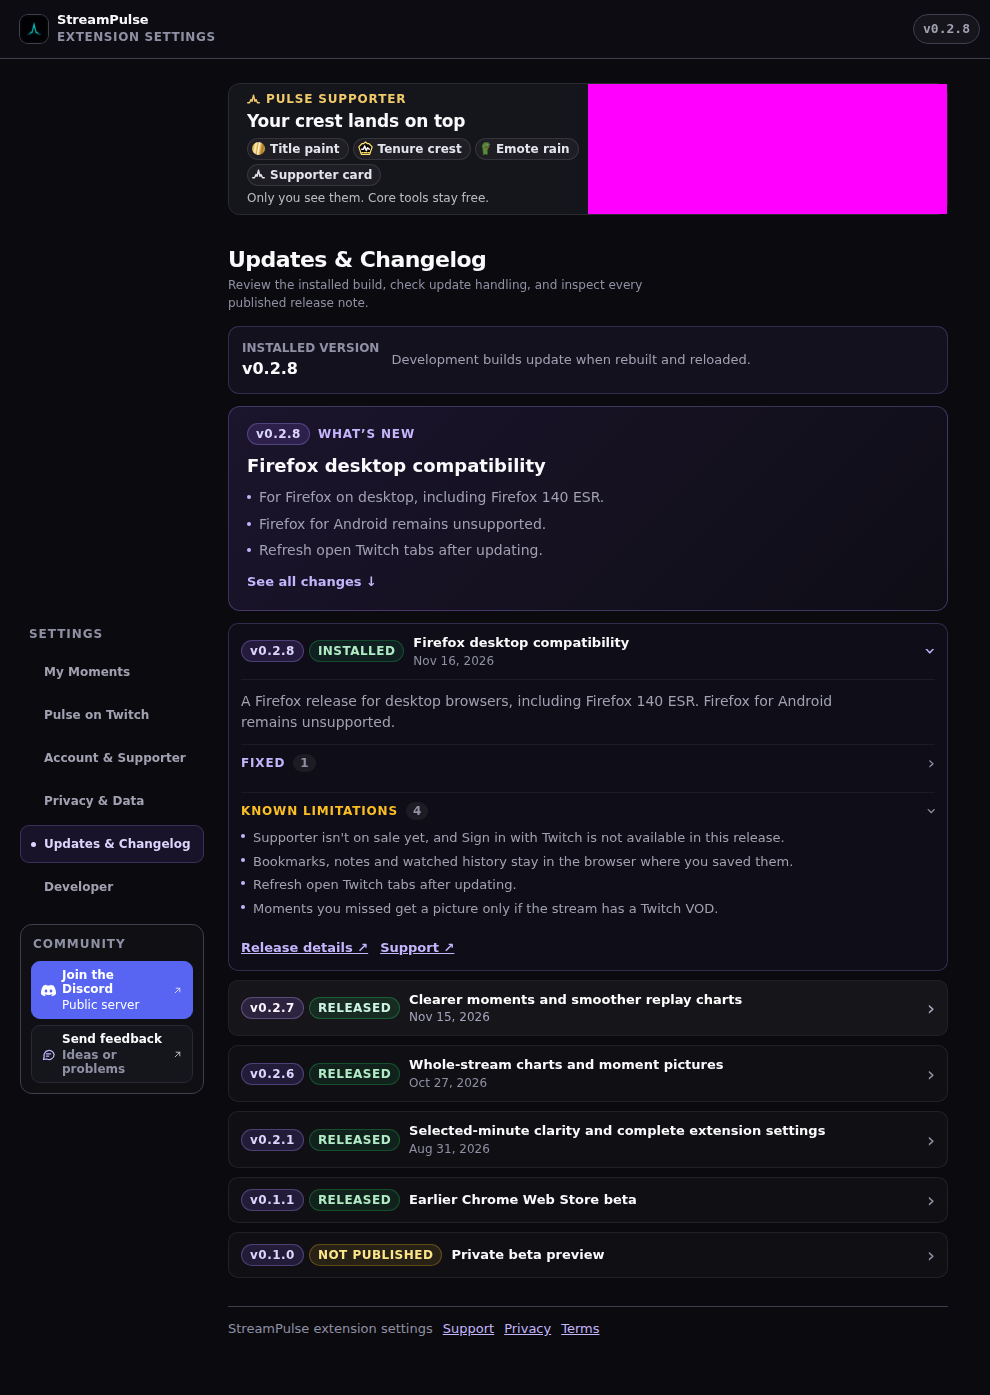 StreamPulse
EXTENSION SETTINGS
v0.2.8
PULSE SUPPORTER
Your crest lands on top
Title paint
Tenure crest
Emote rain
Supporter card
Only you see them. Core tools stay free.
Updates & Changelog
Review the installed build, check update handling, and inspect every
published release note.
INSTALLED VERSION
v0.2.8
Development builds update when rebuilt and reloaded.
v0.2.8 WHAT’S NEW
Firefox desktop compatibility
• For Firefox on desktop, including Firefox 140 ESR.
• Firefox for Android remains unsupported.
• Refresh open Twitch tabs after updating.
See all changes ↓
SETTINGS
My Moments
Pulse on Twitch
Account & Supporter
Privacy & Data
Updates & Changelog
Developer
COMMUNITY
Join the
Discord
Public server
Send feedback
Ideas or
problems
v0.2.8 INSTALLED Firefox desktop compatibility
Nov 16, 2026
A Firefox release for desktop browsers, including Firefox 140 ESR. Firefox for Android
remains unsupported.
FIXED 1
KNOWN LIMITATIONS 4
• Supporter isn't on sale yet, and Sign in with Twitch is not available in this release.
• Bookmarks, notes and watched history stay in the browser where you saved them.
• Refresh open Twitch tabs after updating.
• Moments you missed get a picture only if the stream has a Twitch VOD.
Release details ↗ Support ↗
v0.2.7 RELEASED Clearer moments and smoother replay charts
Nov 15, 2026
v0.2.6 RELEASED Whole-stream charts and moment pictures
Oct 27, 2026
v0.2.1 RELEASED Selected-minute clarity and complete extension settings
Aug 31, 2026
v0.1.1 RELEASED Earlier Chrome Web Store beta
v0.1.0 NOT PUBLISHED Private beta preview
StreamPulse extension settings Support Privacy Terms